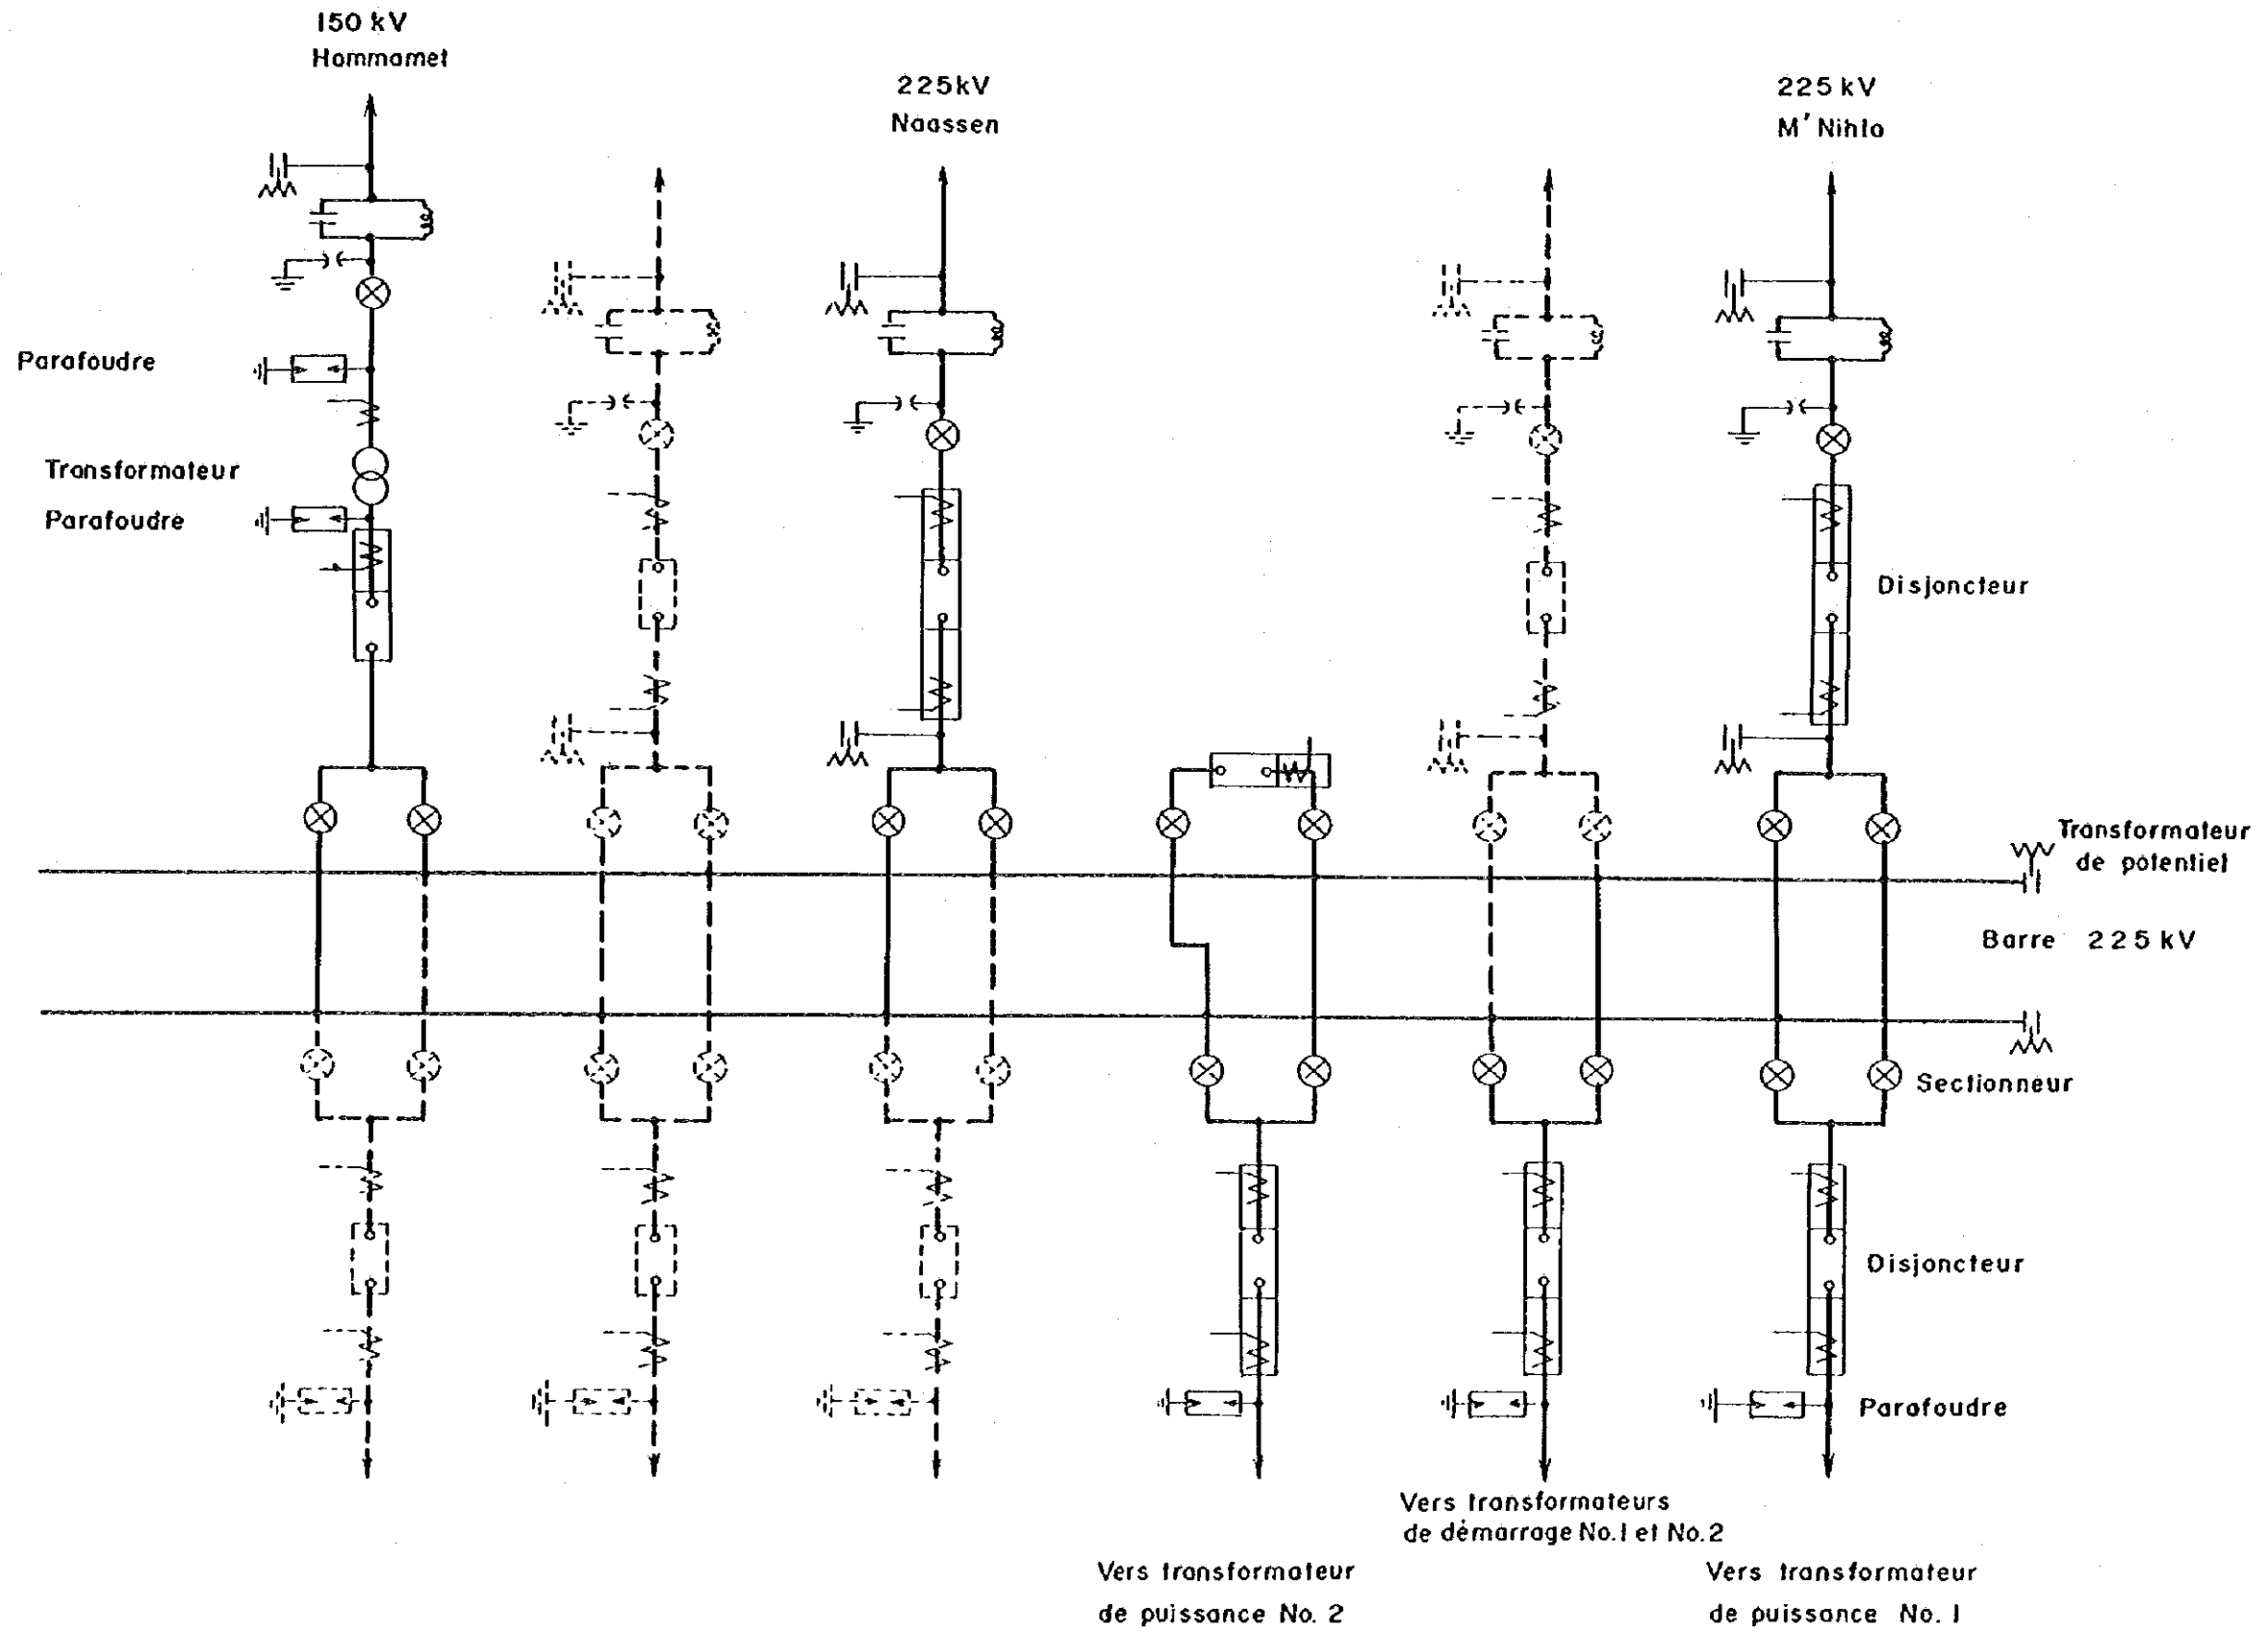 150 kV
Hammamet
225kV
Naassen
225 kV
M' Nihla
Parafoudre
Transformateur
Parafoudre
Disjoncteur
Transformateur
de potentiel
Barre 225 kV
Sectionneur
Disjoncteur
Parafoudre
Vers transformateurs
de démarrage No.1 et No.2
Vers transformateur
de puissance No. 2
Vers transformateur
de puissance No. 1